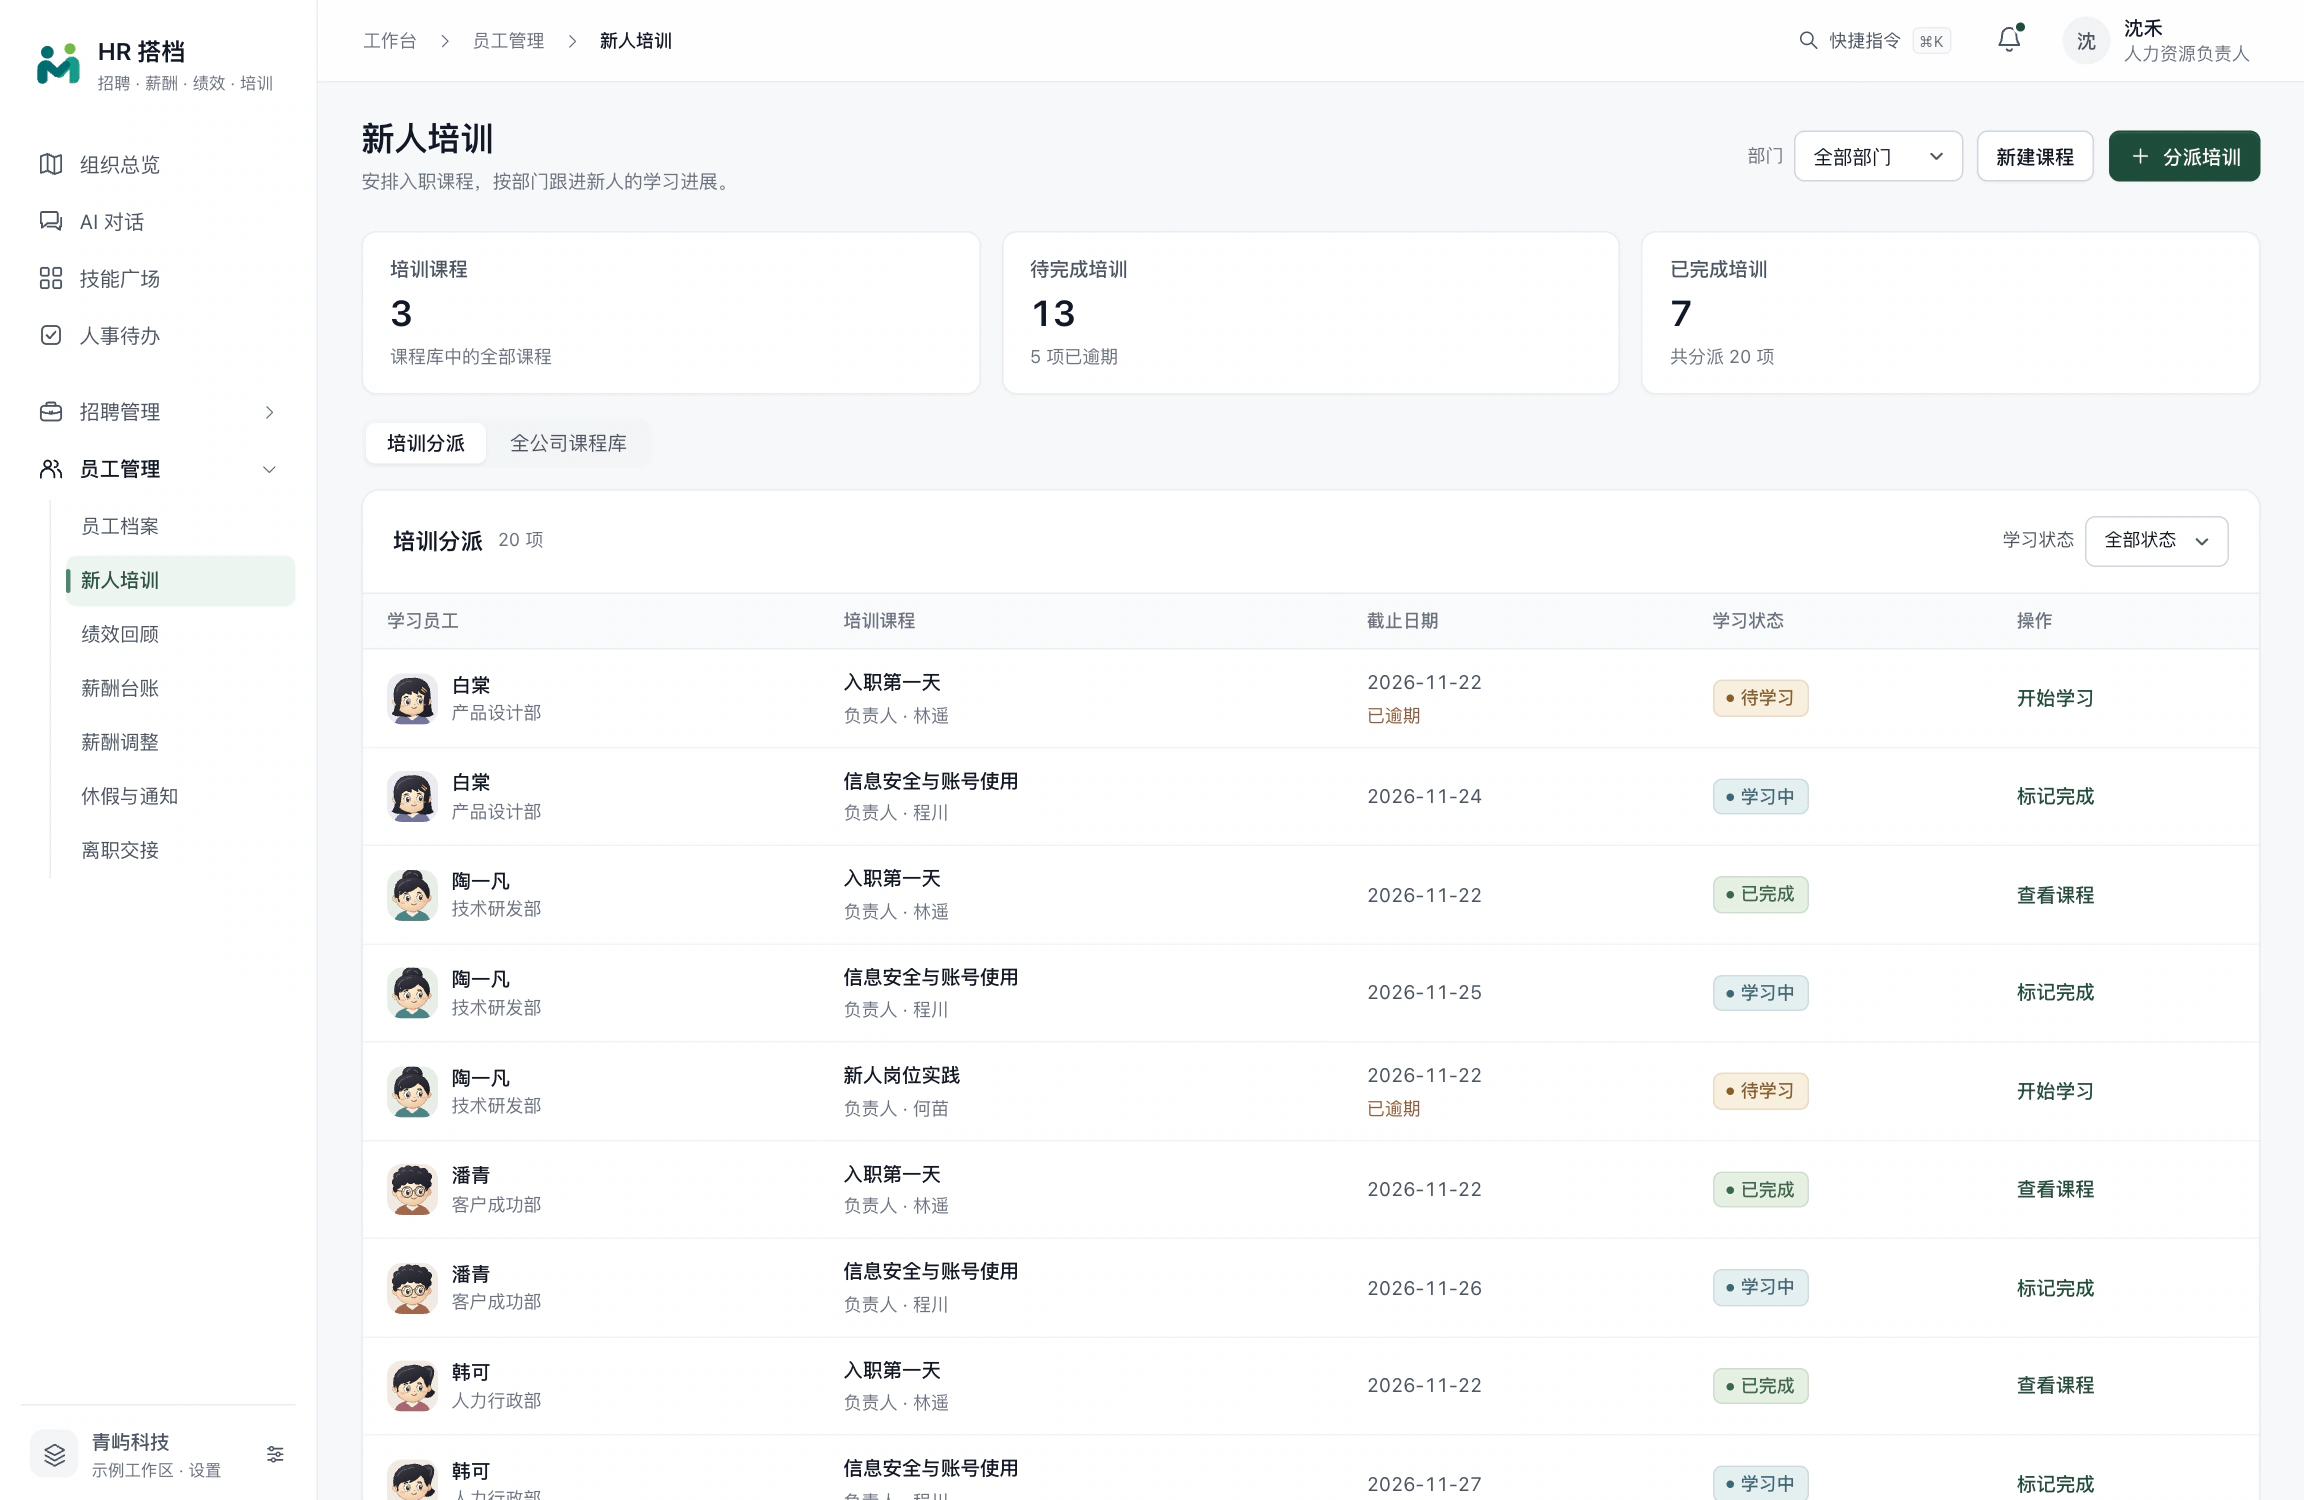 HR 搭档
招聘 · 薪酬 · 绩效 · 培训
组织总览
AI 对话
技能广场
人事待办
招聘管理
员工管理
员工档案
新人培训
绩效回顾
薪酬台账
薪酬调整
休假与通知
离职交接
青屿科技
示例工作区 · 设置
工作台 > 员工管理 > 新人培训
快捷指令 ⌘K
沈
沈禾
人力资源负责人
新人培训
安排入职课程，按部门跟进新人的学习进展。
部门 全部部门 新建课程 + 分派培训
培训课程
3
课程库中的全部课程
待完成培训
13
5 项已逾期
已完成培训
7
共分派 20 项
培训分派 全公司课程库
培训分派 20 项
学习状态 全部状态
学习员工 培训课程 截止日期 学习状态 操作
白棠 产品设计部
入职第一天 负责人 · 林遥
2026-11-22 已逾期
待学习
开始学习
白棠 产品设计部
信息安全与账号使用 负责人 · 程川
2026-11-24
学习中
标记完成
陶一凡 技术研发部
入职第一天 负责人 · 林遥
2026-11-22
已完成
查看课程
陶一凡 技术研发部
信息安全与账号使用 负责人 · 程川
2026-11-25
学习中
标记完成
陶一凡 技术研发部
新人岗位实践 负责人 · 何苗
2026-11-22 已逾期
待学习
开始学习
潘青 客户成功部
入职第一天 负责人 · 林遥
2026-11-22
已完成
查看课程
潘青 客户成功部
信息安全与账号使用 负责人 · 程川
2026-11-26
学习中
标记完成
韩可 人力行政部
入职第一天 负责人 · 林遥
2026-11-22
已完成
查看课程
韩可 人力行政部
信息安全与账号使用 负责人 · 程川
2026-11-27
学习中
标记完成